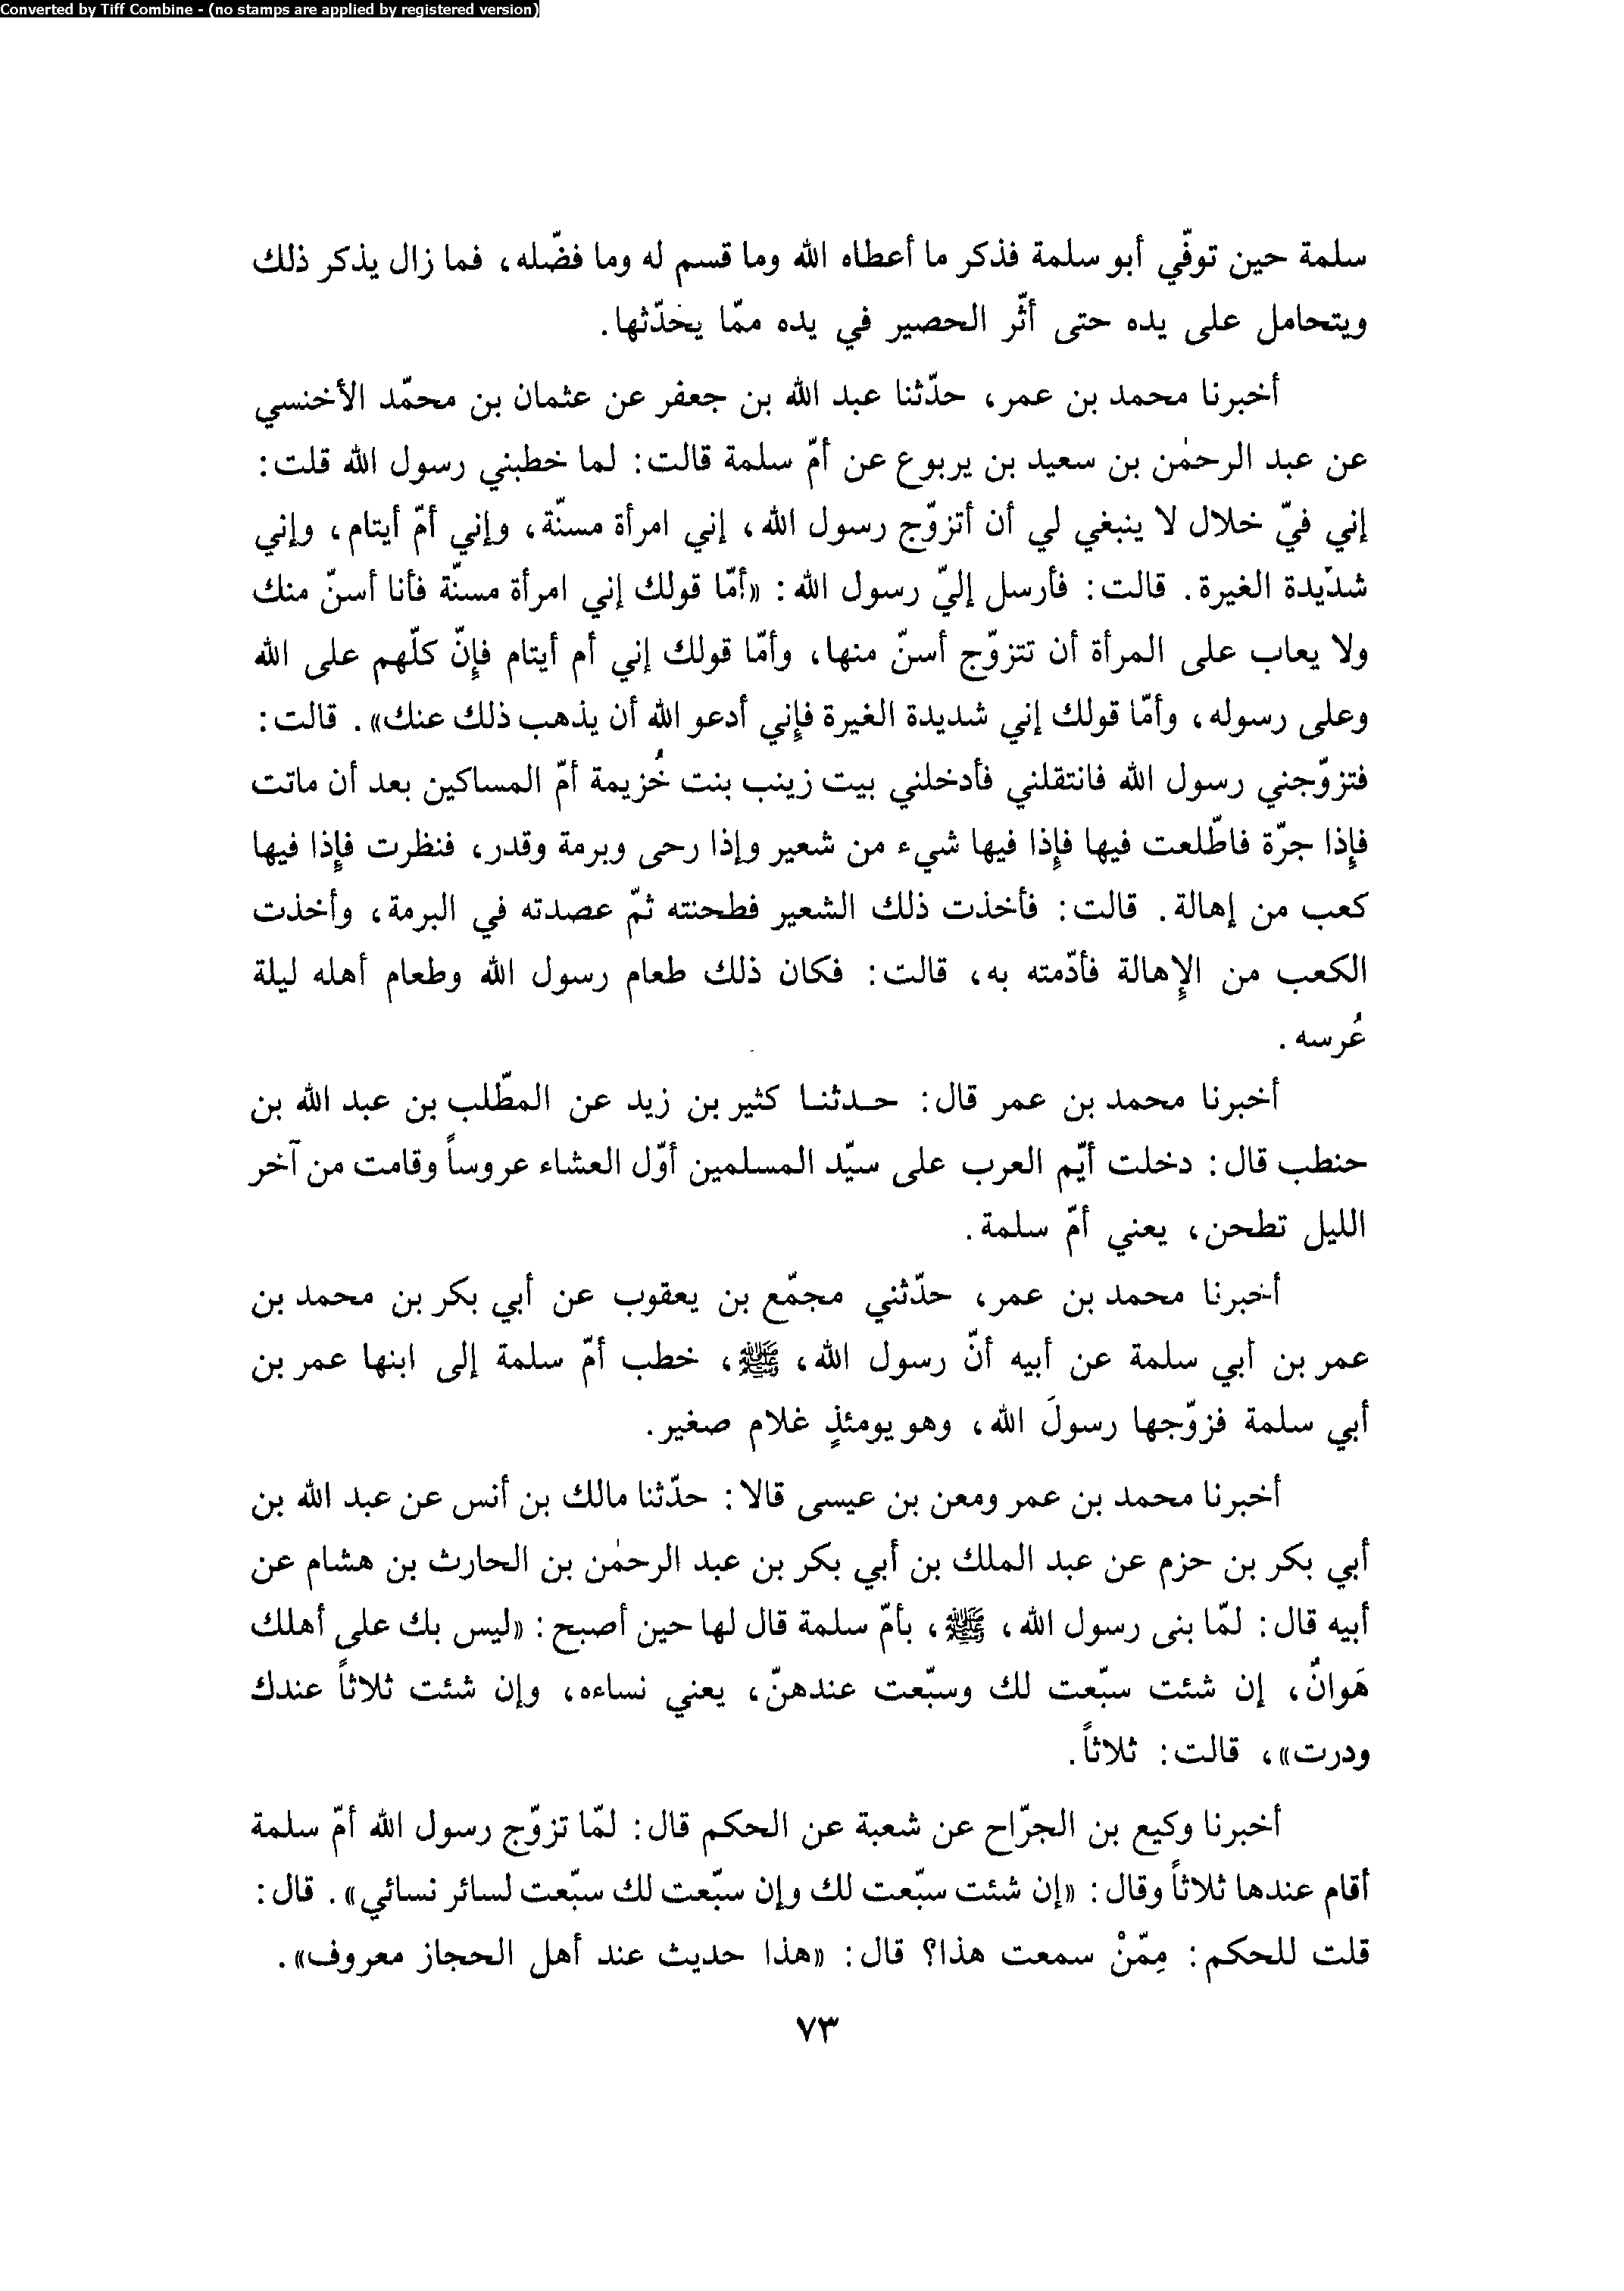 Converted by Tiff Combine - (no stamps are applied by registered version)
سلمة حين توفّي أبو سلمة فذكر ما أعطاه الله وما قسم له وما فضّله، فما زال يذكر ذلك
ويتحامل على يده حتى أثّر الحصير في يده ممّا يحّدثها.
أخبرنا محمد بن عمر، حدّثنا عبد الله بن جعفر عن عثمان بن محمّد الأخنسي
عن عبد الرحمٰن بن سعيد بن يربوع عن أمّ سلمة قالت: لما خطبني رسول الله قلت:
إني فيّ خلال لا ينبغي لي أن أتزوّج رسول الله، إني امرأة مسنّة، وإني أمّ أيتام، وإني
شديدة الغيرة. قالت: فأرسل إليّ رسول الله: «أمّا قولك إني امرأة مسنّة فأنا أسنّ منك
ولا يعاب على المرأة أن تتزوّج أسنّ منها، وأمّا قولك إني أم أيتام فإنّ كلّهم على الله
وعلى رسوله، وأمّا قولك إني شديدة الغيرة فإني أدعو الله أن يذهب ذلك عنك». قالت:
فتزوّجني رسول الله فانتقلني فأدخلني بيت زينب بنت خُزيمة أمّ المساكين بعد أن ماتت
فإذا جرّة فاطّلعت فيها فإذا فيها شيء من شعير وإذا رحى وبرمة وقدر، فنظرت فإذا فيها
كعب من إهالة. قالت: فأخذت ذلك الشعير فطحنته ثمّ عصدته في البرمة، وأخذت
الكعب من الإهالة فأدّمته به، قالت: فكان ذلك طعام رسول الله وطعام أهله ليلة
عُرسه.
أخبرنا محمد بن عمر قال: حـدثنـا كثير بن زيد عن المطّلب بن عبد الله بن
حنطب قال: دخلت أيّم العرب على سيّد المسلمين أوّل العشاء عروساً وقامت من آخر
الليل تطحن، يعني أمّ سلمة.
أخبرنا محمد بن عمر، حدّثني مجمّع بن يعقوب عن أبي بكر بن محمد بن
عمر بن أبي سلمة عن أبيه أنّ رسول الله، ﷺ، خطب أمّ سلمة إلى ابنها عمر بن
أبي سلمة فزوّجها رسولَ الله، وهو يومئذٍ غلام صغير.
أخبرنا محمد بن عمر ومعن بن عيسى قالا: حدّثنا مالك بن أنس عن عبد الله بن
أبي بكر بن حزم عن عبد الملك بن أبي بكر بن عبد الرحمٰن بن الحارث بن هشام عن
أبيه قال: لمّا بنى رسول الله، ﷺ، بأمّ سلمة قال لها حين أصبح: «ليس بك على أهلك
هَوانٌ، إن شئت سبّعت لك وسبّعت عندهنّ، يعني نساءه، وإن شئت ثلاثاً عندك
ودرت»، قالت: ثلاثاً.
أخبرنا وكيع بن الجرّاح عن شعبة عن الحكم قال: لمّا تزوّج رسول الله أمّ سلمة
أقام عندها ثلاثاً وقال: «إن شئت سبّعت لك وإن سبّعت لك سبّعت لسائر نسائي». قال:
قلت للحكم: مِمّنْ سمعت هذا؟ قال: «هذا حديث عند أهل الحجاز معروف».
٧٣